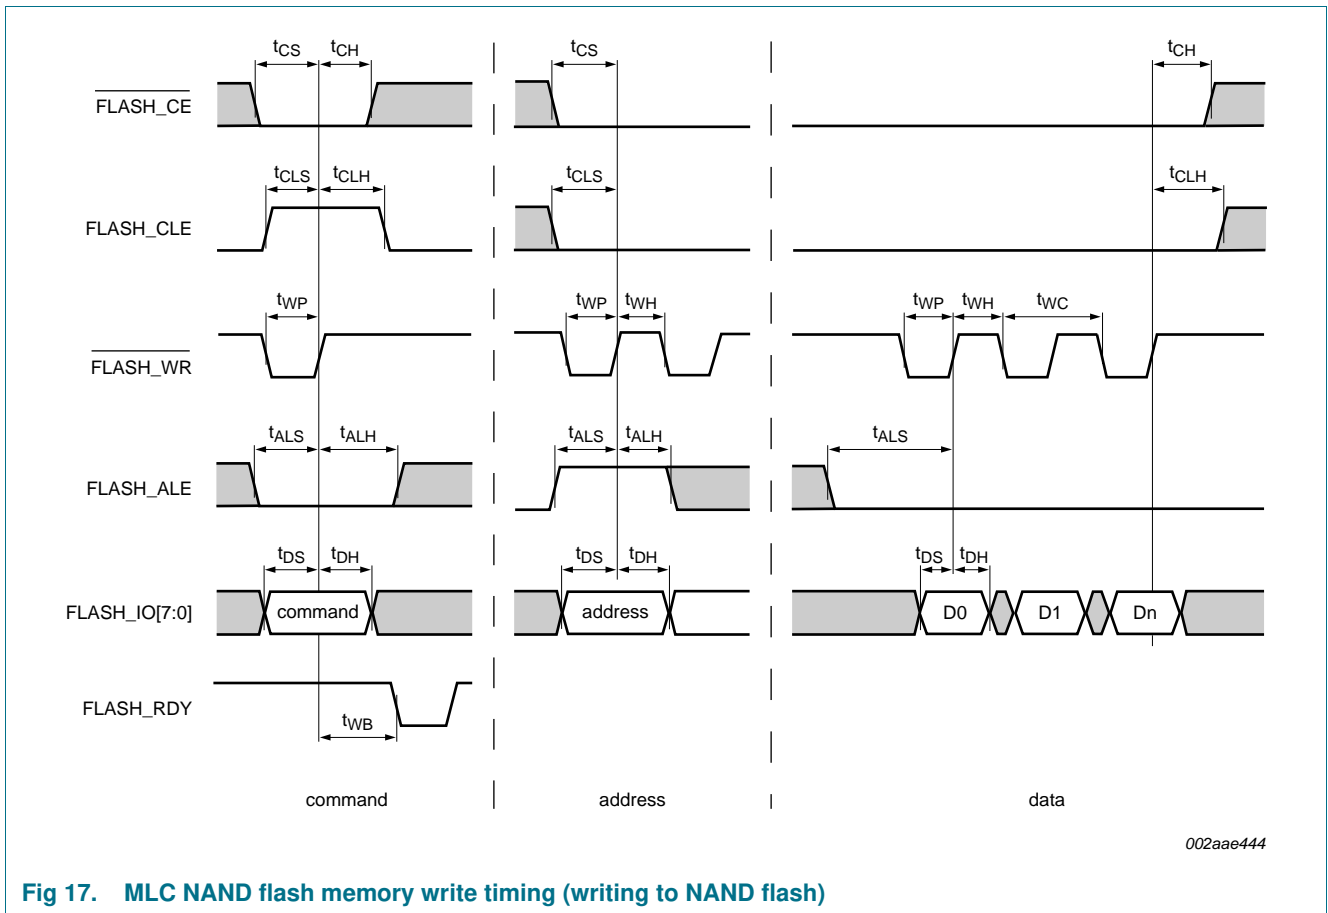 tCS tCH tCS tCH
FLASH_CE
tCLS tCLH tCLS tCLH
FLASH_CLE
tWP tWP tWH tWP tWH tWC
FLASH_WR
tALS tALH tALS tALH tALS
FLASH_ALE
tDS tDH tDS tDH tDS tDH
FLASH_IO[7:0] command address D0 D1 Dn
FLASH_RDY
tWB
command address data
002aae444
Fig 17. MLC NAND flash memory write timing (writing to NAND flash)